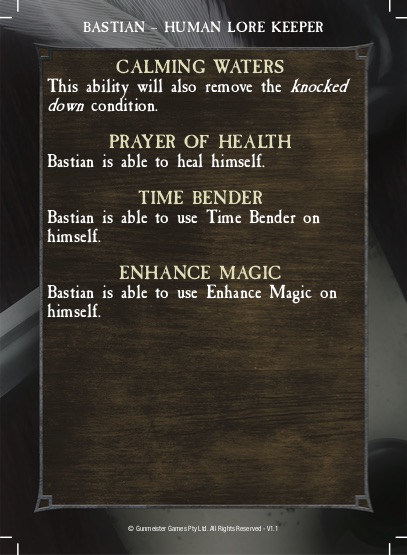 BASTIAN – HUMAN LORE KEEPER
CALMING WATERS
This ability will also remove the knocked
down condition.
PRAYER OF HEALTH
Bastian is able to heal himself.
TIME BENDER
Bastian is able to use Time Bender on
himself.
ENHANCE MAGIC
Bastian is able to use Enhance Magic on
himself.
© Gunmeister Games Pty Ltd. All Rights Reserved - V1.1